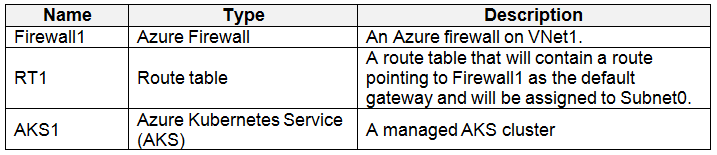 Name Type Description
Firewall1 Azure Firewall An Azure firewall on VNet1.
RT1 Route table A route table that will contain a route
pointing to Firewall1 as the default
gateway and will be assigned to Subnet0.
AKS1 Azure Kubernetes Service
(AKS) A managed AKS cluster